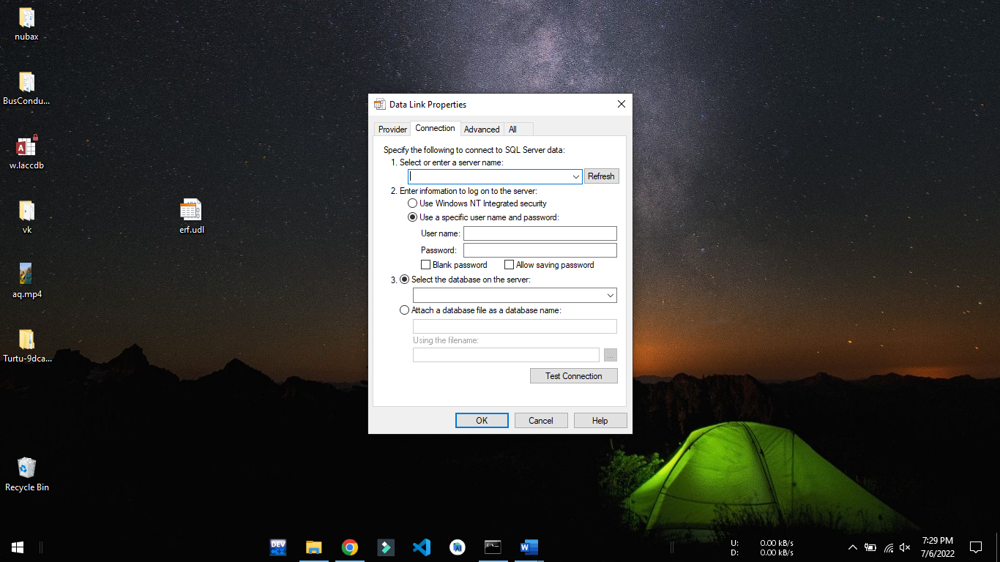 nubax
BusCondu...
w.laccdb
vk
erf.udl
aq.mp4
Turtu-9dca...
Recycle Bin
Data Link Properties
Provider Connection Advanced All
Specify the following to connect to SQL Server data:
1. Select or enter a server name:
Refresh
2. Enter information to log on to the server:
Use Windows NT Integrated security
Use a specific user name and password:
User name:
Password:
Blank password Allow saving password
3. Select the database on the server:
Attach a database file as a database name:
Using the filename:
...
Test Connection
OK Cancel Help
DEV
U: 0.00 kB/s
D: 0.00 kB/s
7:29 PM
7/6/2022